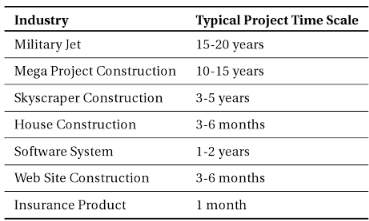 Industry Typical Project Time Scale
Military Jet 15-20 years
Mega Project Construction 10-15 years
Skyscraper Construction 3-5 years
House Construction 3-6 months
Software System 1-2 years
Web Site Construction 3-6 months
Insurance Product 1 month